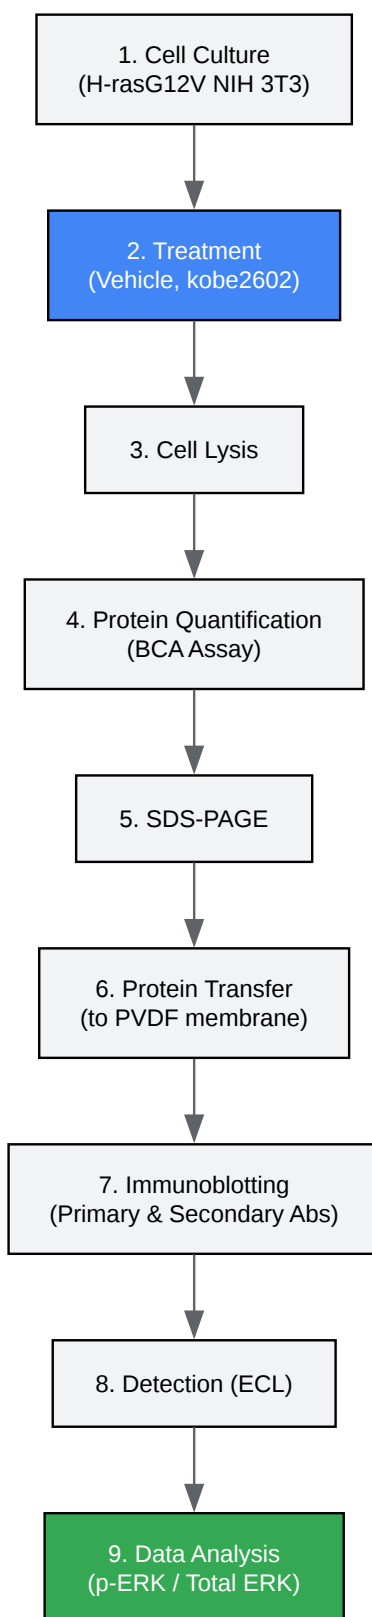 1. Cell Culture
(H-rasG12V NIH 3T3)
2. Treatment
(Vehicle, kobe2602)
3. Cell Lysis
4. Protein Quantification
(BCA Assay)
5. SDS-PAGE
6. Protein Transfer
(to PVDF membrane)
7. Immunoblotting
(Primary & Secondary Abs)
8. Detection (ECL)
9. Data Analysis
(p-ERK / Total ERK)